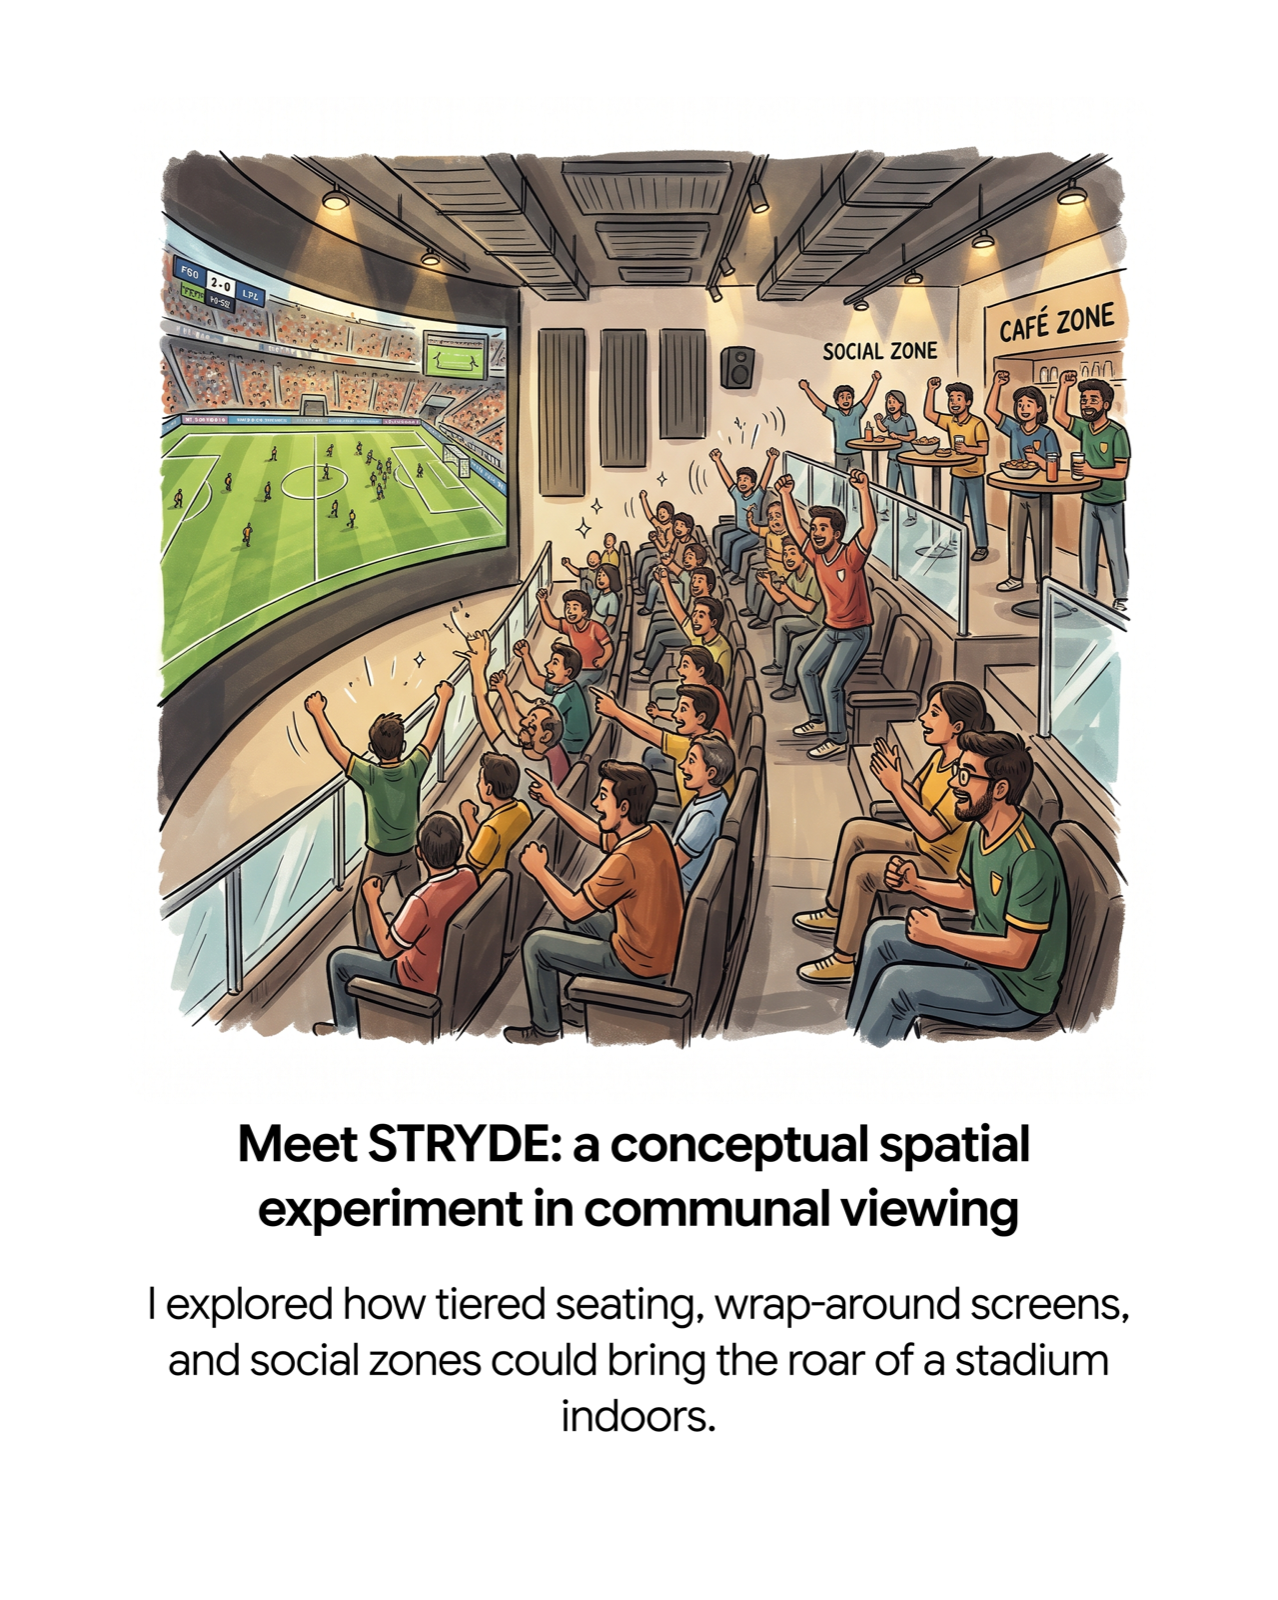 FSO 2-0 LPL
SOCIAL ZONE
CAFÉ ZONE
Meet STRYDE: a conceptual spatial
experiment in communal viewing
I explored how tiered seating, wrap-around screens,
and social zones could bring the roar of a stadium
indoors.